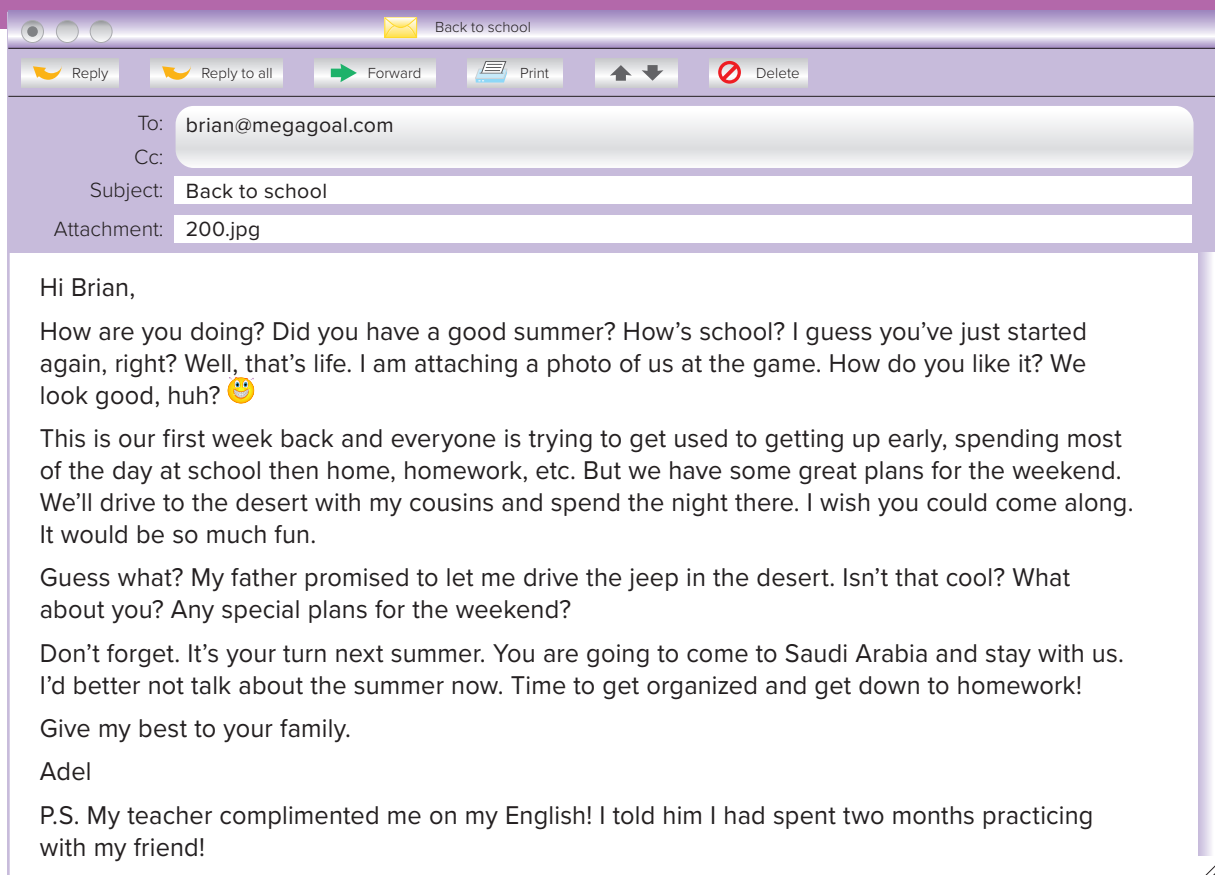 Back to school
Reply
Reply to all
Forward
Print
Delete
To: brian@megagoal.com
Cc:
Subject: Back to school
Attachment: 200.jpg
Hi Brian,
How are you doing? Did you have a good summer? How's school? I guess you've just started
again, right? Well, that's life. I am attaching a photo of us at the game. How do you like it? We
look good, huh?
This is our first week back and everyone is trying to get used to getting up early, spending most
of the day at school then home, homework, etc. But we have some great plans for the weekend.
We'll drive to the desert with my cousins and spend the night there. I wish you could come along.
It would be so much fun.
Guess what? My father promised to let me drive the jeep in the desert. Isn't that cool? What
about you? Any special plans for the weekend?
Don't forget. It's your turn next summer. You are going to come to Saudi Arabia and stay with us.
I'd better not talk about the summer now. Time to get organized and get down to homework!
Give my best to your family.
Adel
P.S. My teacher complimented me on my English! I told him I had spent two months practicing
with my friend!